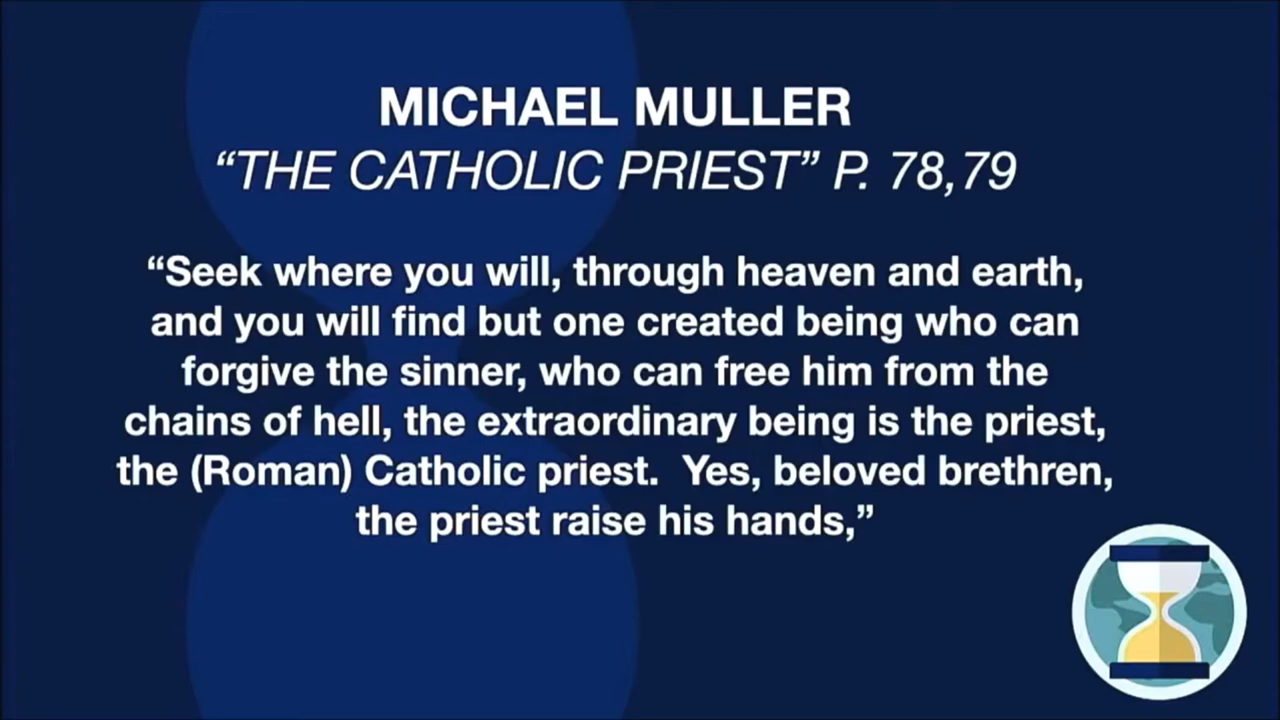 MICHAEL MULLER
“THE CATHOLIC PRIEST” P. 78,79
“Seek where you will, through heaven and earth,
and you will find but one created being who can
forgive the sinner, who can free him from the
chains of hell, the extraordinary being is the priest,
the (Roman) Catholic priest.  Yes, beloved brethren,
the priest raise his hands,”